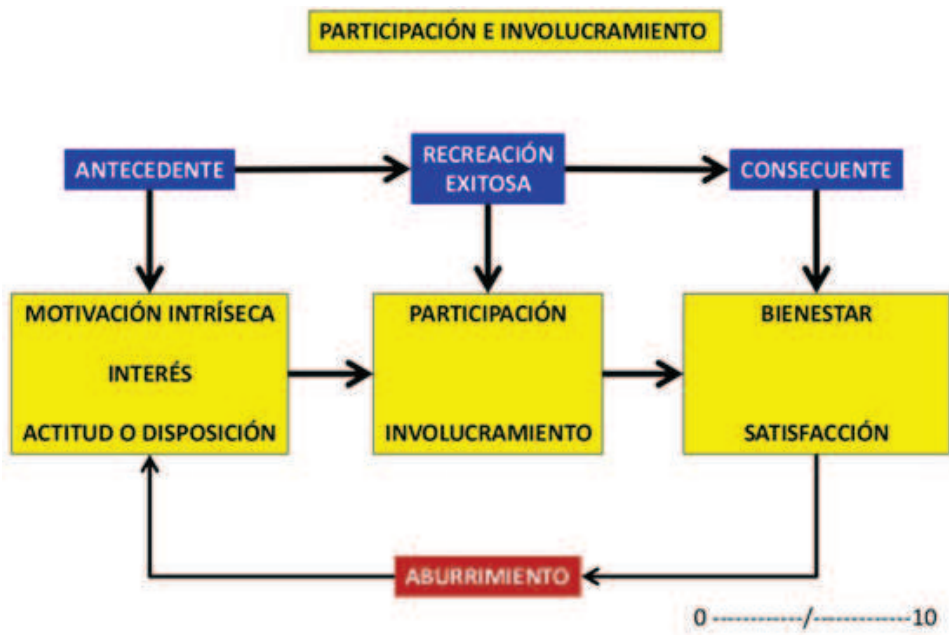 PARTICIPACIÓN E INVOLUCRAMIENTO
ANTECEDENTE
RECREACIÓN
EXITOSA
CONSECUENTE
MOTIVACIÓN INTRÍSECA
INTERÉS
ACTITUD O DISPOSICIÓN
PARTICIPACIÓN
INVOLUCRAMIENTO
BIENESTAR
SATISFACCIÓN
ABURRIMIENTO
0 ------------/-------------10